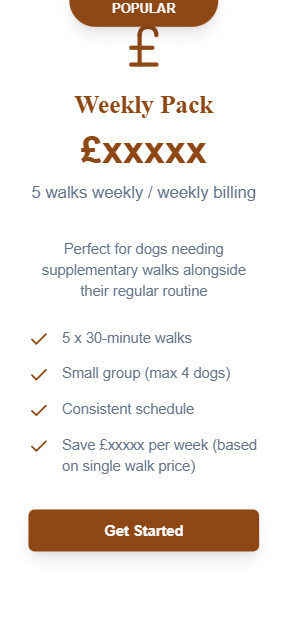 POPULAR
£
Weekly Pack
£xxxxx
5 walks weekly / weekly billing
Perfect for dogs needing
supplementary walks alongside
their regular routine
5 x 30-minute walks
Small group (max 4 dogs)
Consistent schedule
Save £xxxxx per week (based
on single walk price)
Get Started